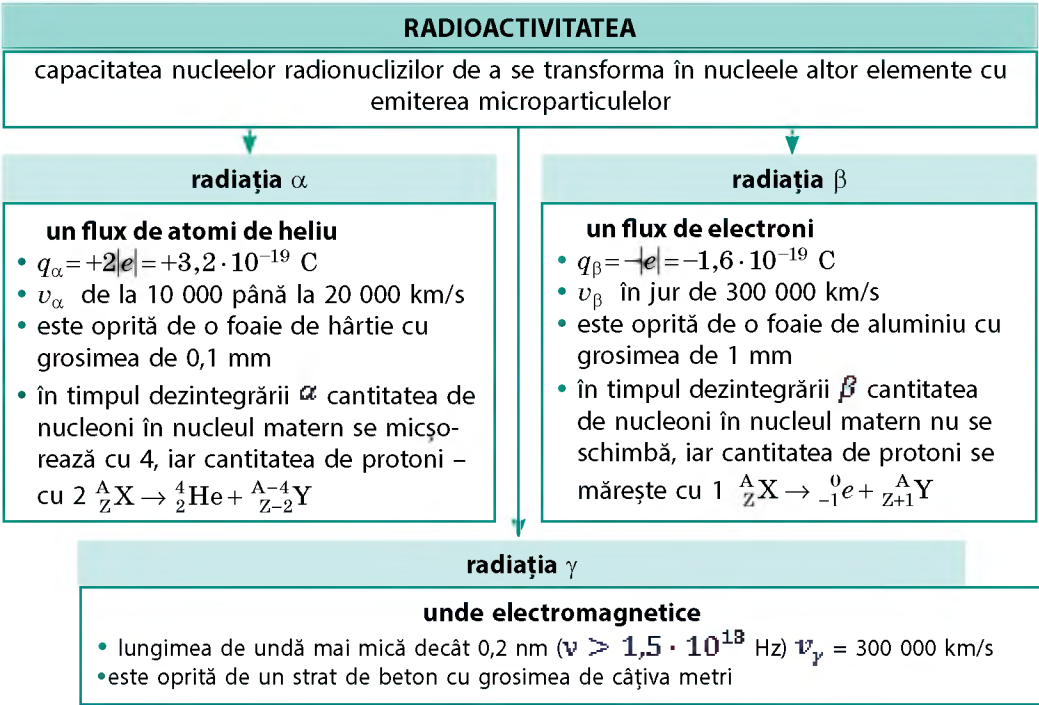 RADIOACTIVITATEA
capacitatea nucleelor radionuclizilor de a se transforma în nucleele altor elemente cu
emiterea microparticulelor
radiația α
un flux de atomi de heliu
• qα = +2|e| = +3,2 · 10⁻¹⁹ C
• vα de la 10 000 până la 20 000 km/s
• este oprită de o foaie de hârtie cu
grosimea de 0,1 mm
• în timpul dezintegrării α cantitatea de
nucleoni în nucleul matern se micșo-
rează cu 4, iar cantitatea de protoni –
cu 2 ᴬ_Z X → ⁴₂He + ᴬ⁻⁴_Z₋₂ Y
radiația β
un flux de electroni
• qβ = –|e| = –1,6 · 10⁻¹⁹ C
• vβ în jur de 300 000 km/s
• este oprită de o foaie de aluminiu cu
grosimea de 1 mm
• în timpul dezintegrării β cantitatea
de nucleoni în nucleul matern nu se
schimbă, iar cantitatea de protoni se
mărește cu 1 ᴬ_Z X → ⁰₋₁e + ᴬ_Z₊₁ Y
radiația γ
unde electromagnetice
• lungimea de undă mai mică decât 0,2 nm (ν > 1,5 · 10¹⁸ Hz) vγ = 300 000 km/s
•este oprită de un strat de beton cu grosimea de câțiva metri